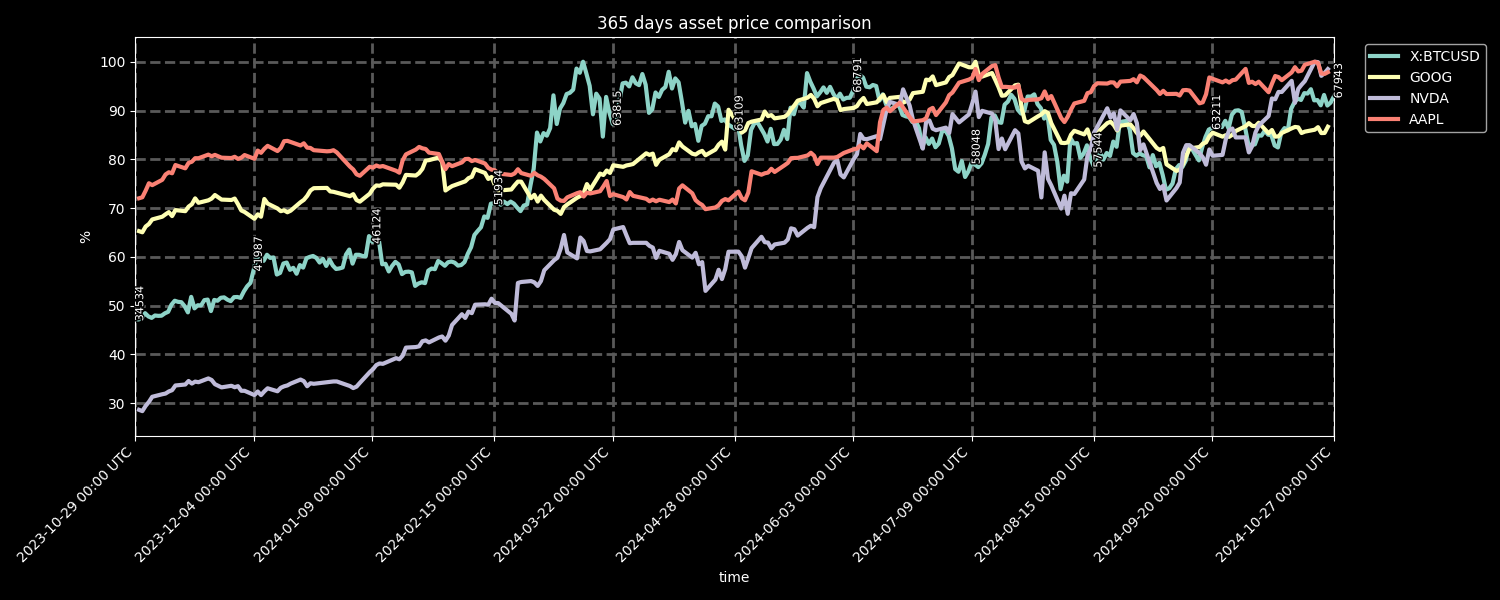 365 days asset price comparison
X:BTCUSD
GOOG
NVDA
AAPL
100
90
80
70
60
50
40
30
%
34534
41987
46124
51934
63815
63109
68791
58048
57544
63211
67943
2023-10-29 00:00 UTC
2023-12-04 00:00 UTC
2024-01-09 00:00 UTC
2024-02-15 00:00 UTC
2024-03-22 00:00 UTC
2024-04-28 00:00 UTC
2024-06-03 00:00 UTC
2024-07-09 00:00 UTC
2024-08-15 00:00 UTC
2024-09-20 00:00 UTC
2024-10-27 00:00 UTC
time